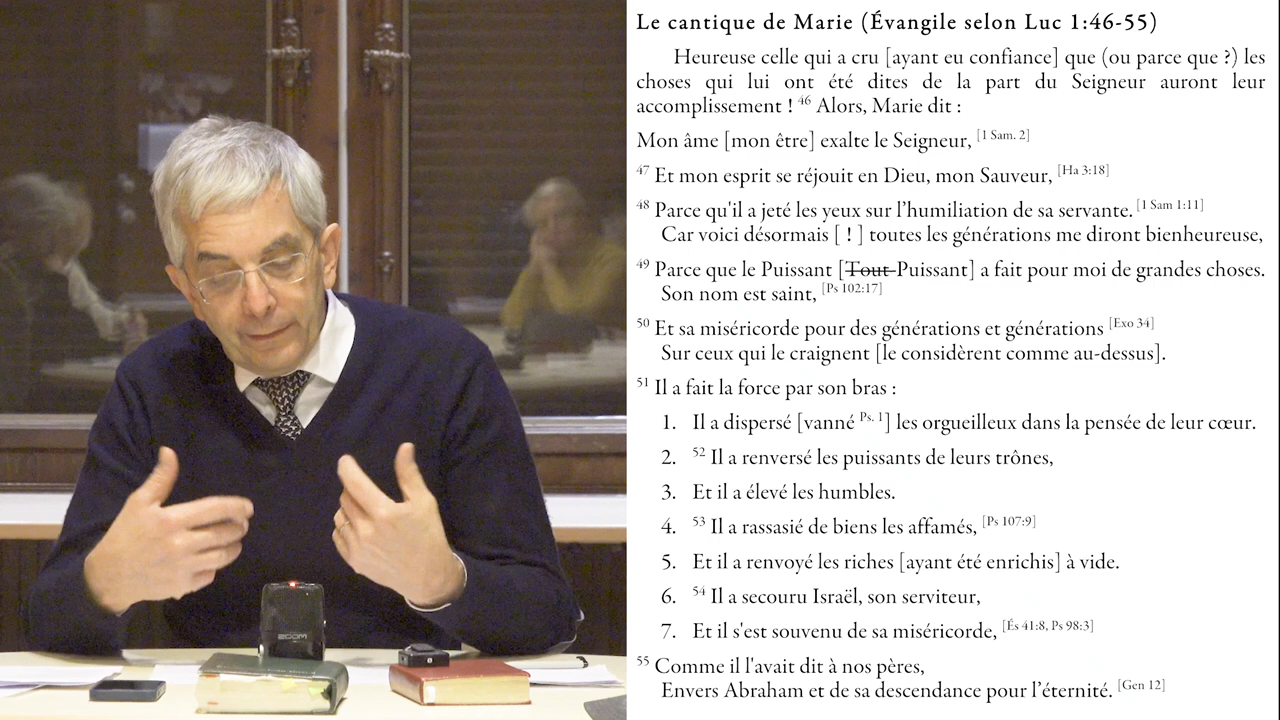 Le cantique de Marie (Évangile selon Luc 1:46-55)
Heureuse celle qui a cru [ayant eu confiance] que (ou parce que ?) les
choses qui lui ont été dites de la part du Seigneur auront leur
accomplissement ! 46 Alors, Marie dit :
Mon âme [mon être] exalte le Seigneur, [1 Sam. 2]
47 Et mon esprit se réjouit en Dieu, mon Sauveur, [Ha 3:18]
48 Parce qu'il a jeté les yeux sur l’humiliation de sa servante. [1 Sam 1:11]
Car voici désormais [ ! ] toutes les générations me diront bienheureuse,
49 Parce que le Puissant [Tout-Puissant] a fait pour moi de grandes choses.
Son nom est saint, [Ps 102:17]
50 Et sa miséricorde pour des générations et générations [Exo 34]
Sur ceux qui le craignent [le considèrent comme au-dessus].
51 Il a fait la force par son bras :
1. Il a dispersé [vanné Ps. 1] les orgueilleux dans la pensée de leur cœur.
2. 52 Il a renversé les puissants de leurs trônes,
3. Et il a élevé les humbles.
4. 53 Il a rassasié de biens les affamés, [Ps 107:9]
5. Et il a renvoyé les riches [ayant été enrichis] à vide.
6. 54 Il a secouru Israël, son serviteur,
7. Et il s'est souvenu de sa miséricorde, [És 41:8, Ps 98:3]
55 Comme il l'avait dit à nos pères,
Envers Abraham et de sa descendance pour l’éternité. [Gen 12]
ZOOM